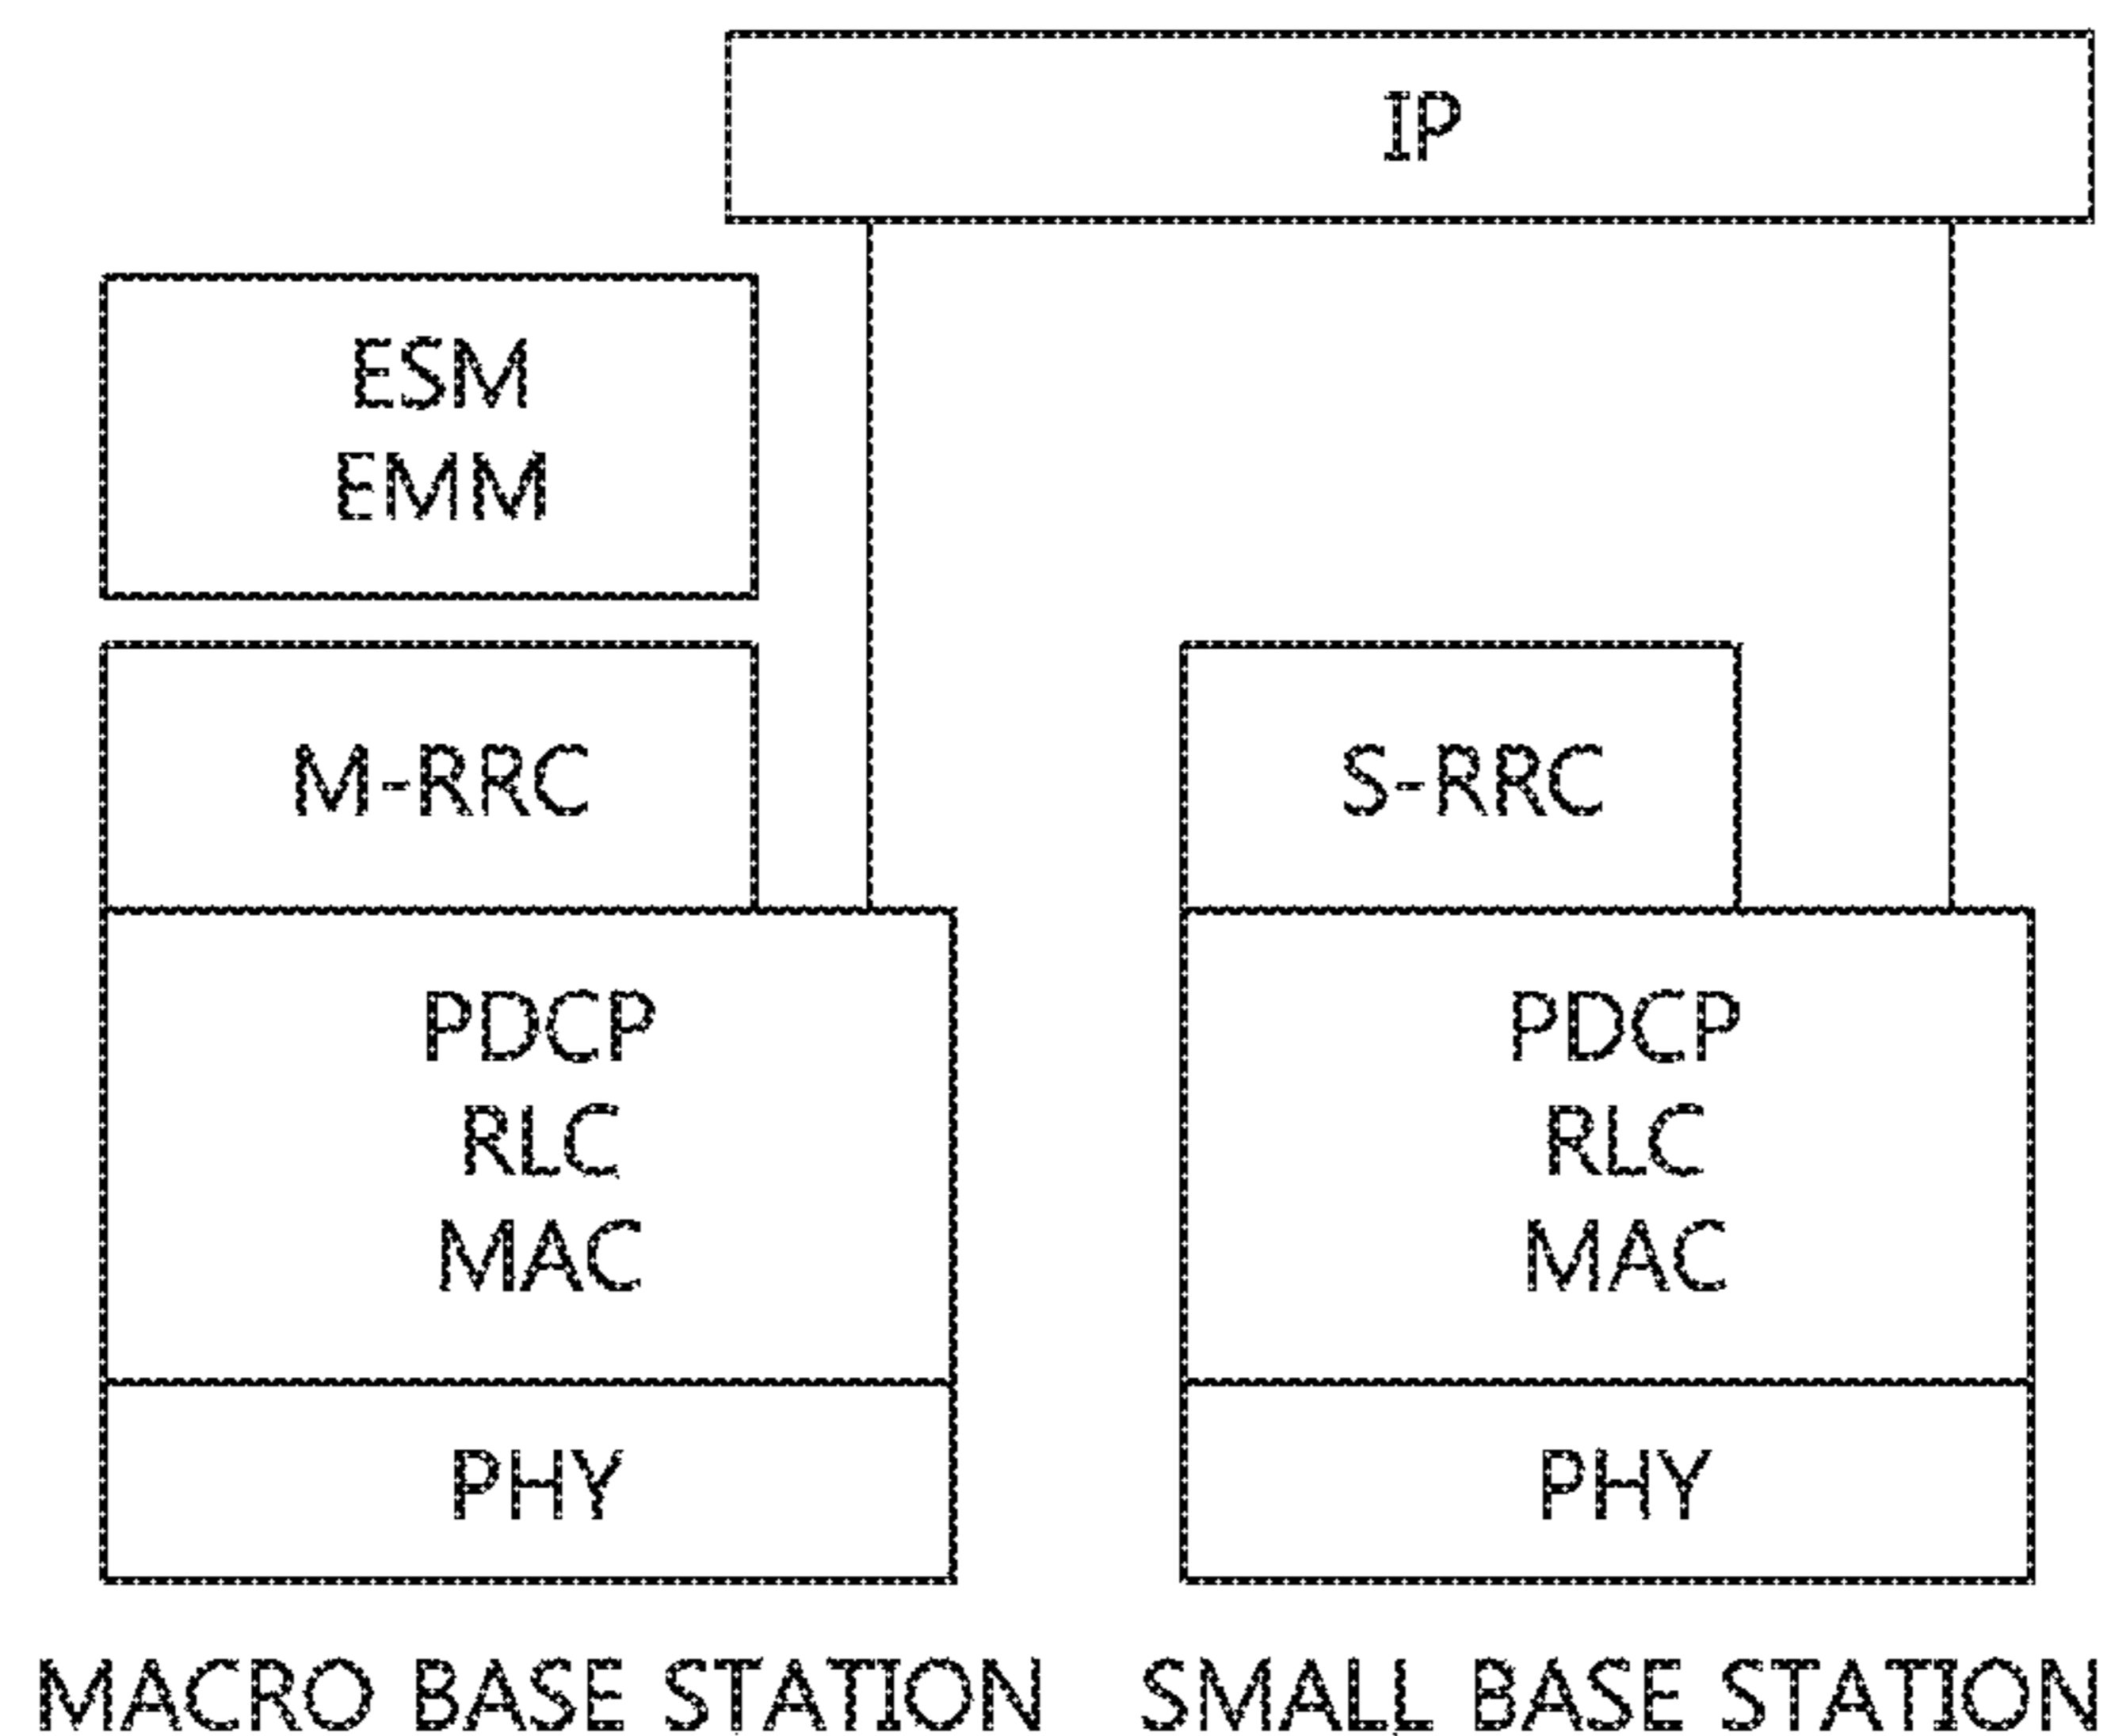 IP
ESM
EMM
M-RRC
S-RRC
PDCP
RLC
MAC
PDCP
RLC
MAC
PHY
PHY
MACRO BASE STATION
SMALL BASE STATION